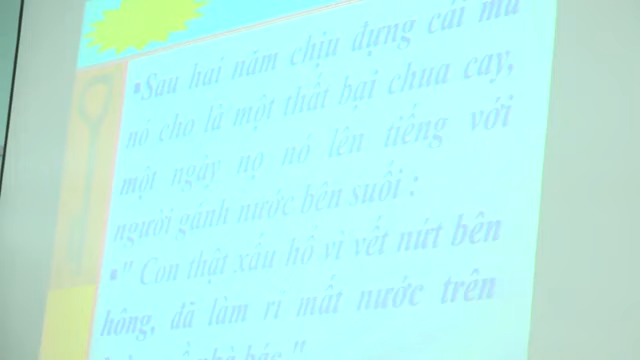 ▪Sau hai năm chịu đựng cái mà
nó cho là một thất bại chua cay,
một ngày nọ nó lên tiếng với
người gánh nước bên suối :
▪" Con thật xấu hổ vì vết nứt bên
hông, đã làm rỉ mất nước trên
bác."